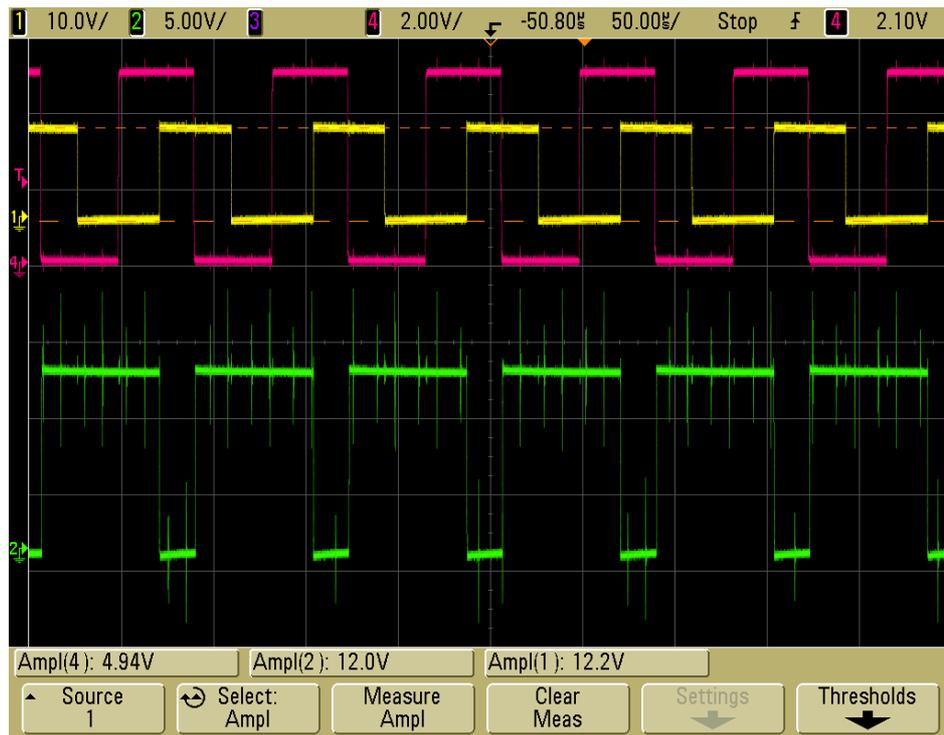 1 10.0V/ 2 5.00V/ 3 4 2.00V/ -50.80µs 50.00µs/ Stop 4 2.10V
T
1
4
2
Ampl(4): 4.94V Ampl(2): 12.0V Ampl(1): 12.2V
Source Select: Measure Clear Settings Thresholds
1 Ampl Ampl Meas